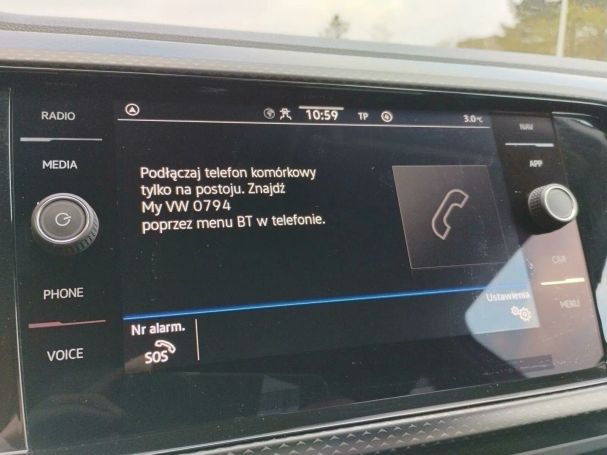 RADIO
10:59
TP
3.0°C
NAV
MEDIA
APP
Podłączaj telefon komórkowy
tylko na postoju. Znajdź
My VW 0794
poprzez menu BT w telefonie.
PHONE
CAR
Ustawienia
MENU
VOICE
Nr alarm.
SOS